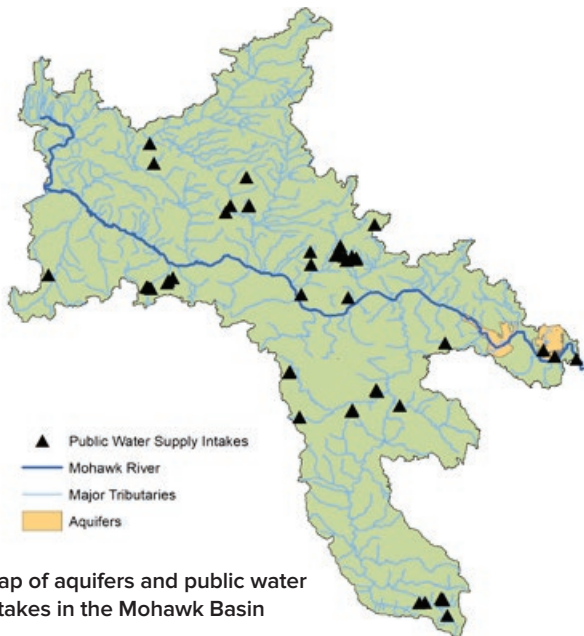 Public Water Supply Intakes
Mohawk River
Major Tributaries
Aquifers
ap of aquifers and public water
takes in the Mohawk Basin